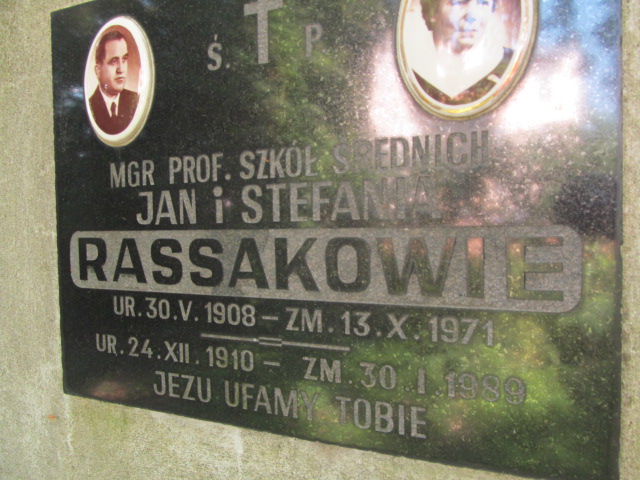 Ś. P
MGR PROF. SZKÓŁ ŚREDNICH
JAN i STEFANIA
RASSAKOWIE
UR. 30. V. 1908 – ZM. 13. X. 1971
UR. 24. XII. 1910 – ZM. 30. I. 1989
JEZU UFAMY TOBIE